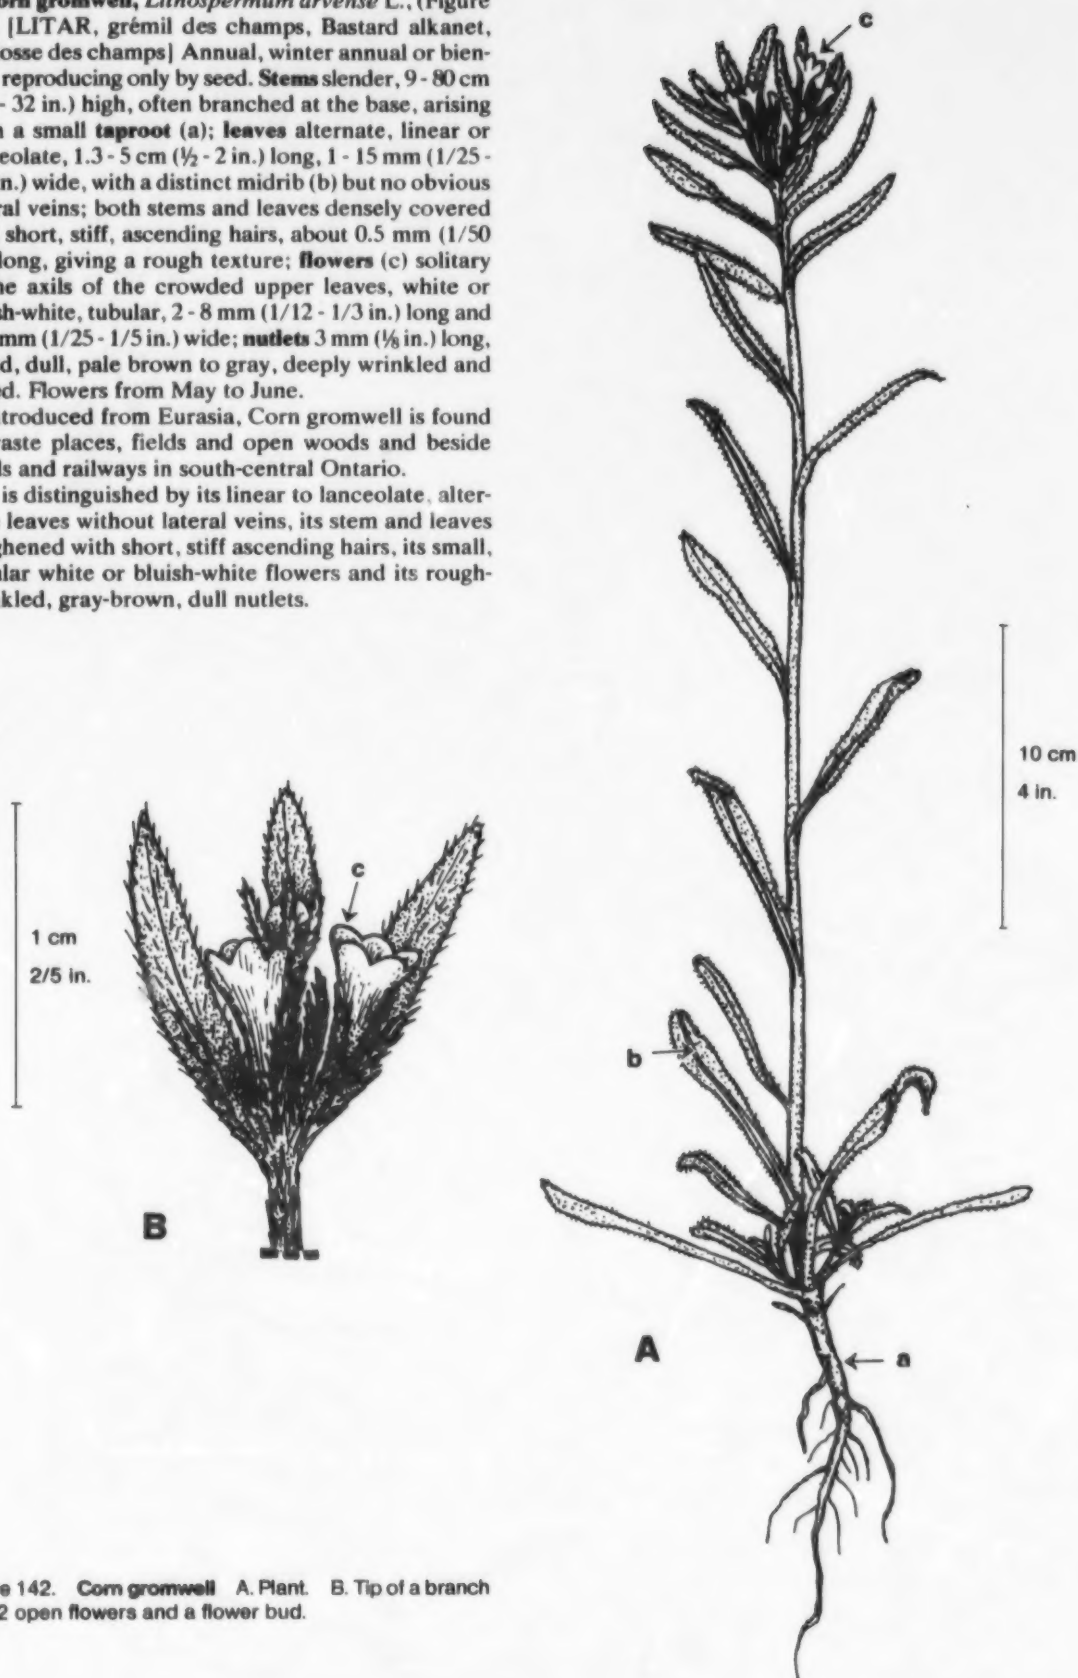 orn gromwell, Lithospermum arvense L., (Figure
[LITAR, grémil des champs, Bastard alkanet,
osse des champs] Annual, winter annual or bien-
reproducing only by seed. Stems slender, 9 - 80 cm
- 32 in.) high, often branched at the base, arising
a small taproot (a); leaves alternate, linear or
eolate, 1.3 - 5 cm (½ - 2 in.) long, 1 - 15 mm (1/25 -
n.) wide, with a distinct midrib (b) but no obvious
ral veins; both stems and leaves densely covered
short, stiff, ascending hairs, about 0.5 mm (1/50
long, giving a rough texture; flowers (c) solitary
he axils of the crowded upper leaves, white or
sh-white, tubular, 2 - 8 mm (1/12 - 1/3 in.) long and
mm (1/25 - 1/5 in.) wide; nutlets 3 mm (⅛ in.) long,
d, dull, pale brown to gray, deeply wrinkled and
ed. Flowers from May to June.
troduced from Eurasia, Corn gromwell is found
aste places, fields and open woods and beside
ls and railways in south-central Ontario.
is distinguished by its linear to lanceolate, alter-
leaves without lateral veins, its stem and leaves
ghened with short, stiff ascending hairs, its small,
lar white or bluish-white flowers and its rough-
kled, gray-brown, dull nutlets.
c
10 cm
4 in.
c
1 cm
2/5 in.
b
B
A
a
e 142. Corn gromwell A. Plant. B. Tip of a branch
2 open flowers and a flower bud.